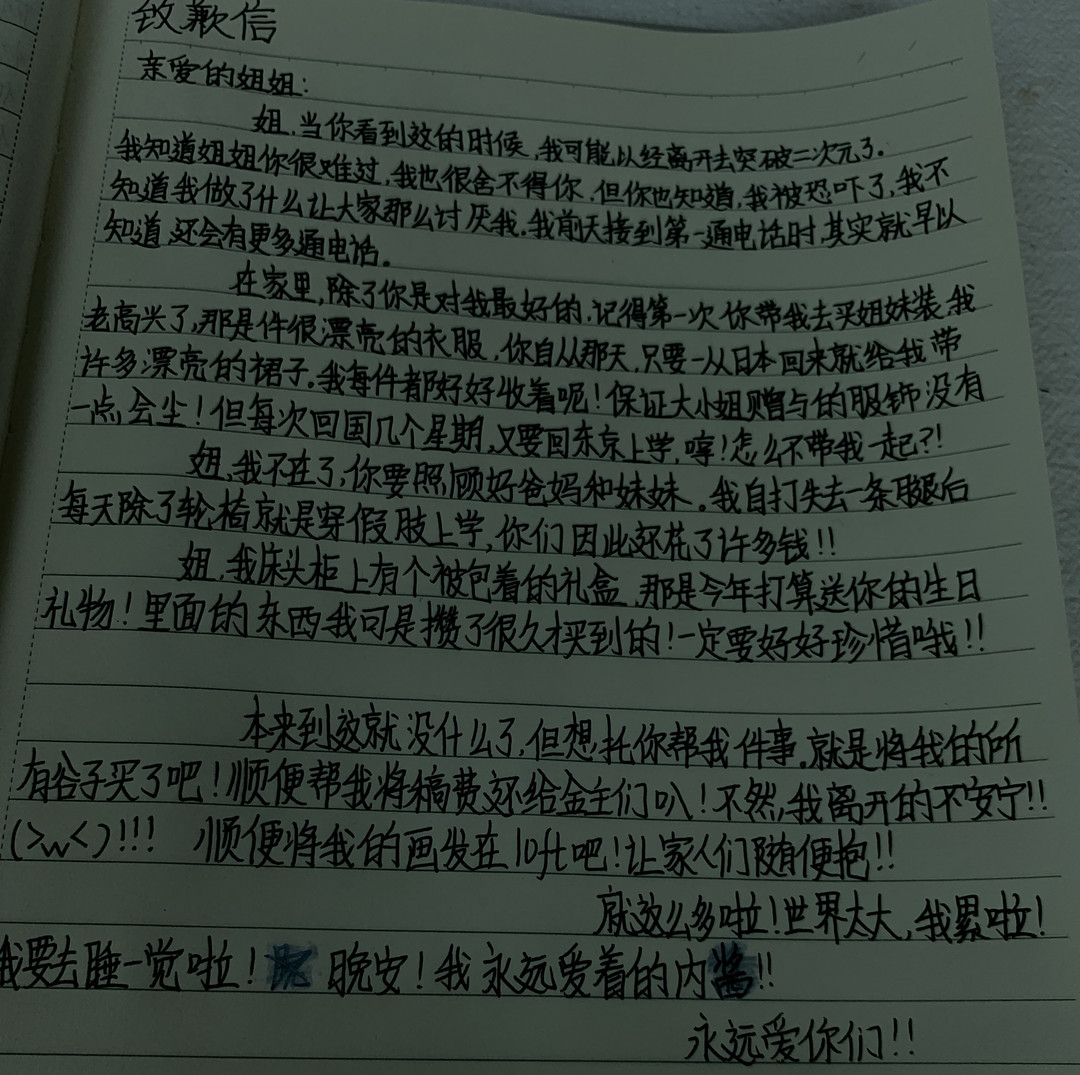 致歉信
亲爱的姐姐：
姐，当你看到这的时候，我可能以经离开去突破二次元了。
我知道姐姐你很难过，我也很舍不得你，但你也知道，我被恐吓了，我不
知道我做了什么让大家那么讨厌我，我前天接到第一通电话时，其实就早以
知道，还会有更多通电话。
在家里，除了你是对我最好的，记得第一次你带我去买姐妹装，我
老高兴了，那是件很漂亮的衣服，你自从那天，只要一从日本回来就给我带
许多漂亮的裙子。我每件都好好收着呢！保证大小姐赠与的服饰没有
一点灰尘！但每次回国几个星期，又要回东京上学，哼！怎么不带我一起？！
姐，我不在了，你要照顾好爸妈和妹妹。我自打失去一条腿后
每天除了轮椅就是穿假肢上学，你们因此还花了许多钱！！
姐，我床头柜上有个被包着的礼盒，那是今年打算送你的生日
礼物！里面的东西我可是攒了很久才买到的！一定要好好珍惜哦！！
本来到这就没什么了，但想托你帮我件事。就是将我的所
有谷子买了吧！顺便帮我将稿费还给金主们叭！不然，我离开的不安宁！！
(>w<)！！！ 顺便将我的画发在loft吧！让家人们随便抱！！
就这么多啦！世界太大，我累啦！
我要去睡一觉啦！晚安！我永远爱着的内酱！！
永远爱你们！！